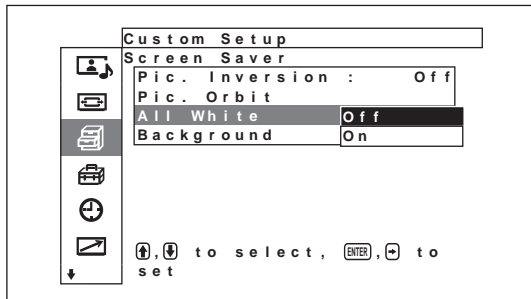 Custom Setup
Screen Saver
Pic. Inversion : Off
Pic. Orbit
All White Off
Background On
↑,↓ to select, ENTER,→ to
set